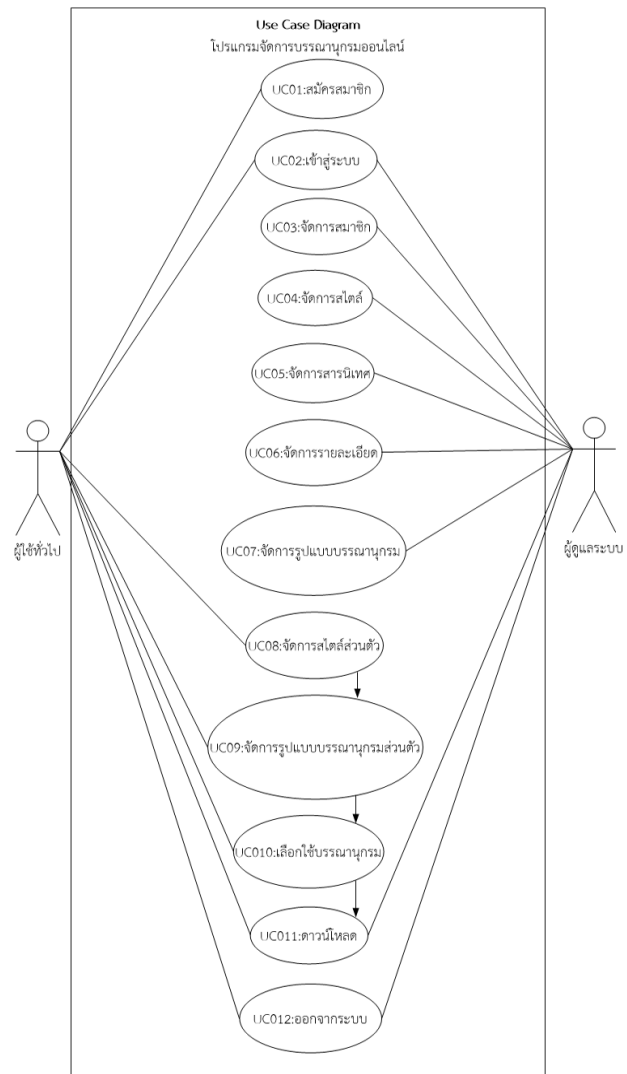 Use Case Diagram
โปรแกรมจัดการบรรณานุกรมออนไลน์
UC01:สมัครสมาชิก
UC02:เข้าสู่ระบบ
UC03:จัดการสมาชิก
UC04:จัดการสไตล์
UC05:จัดการสารนิเทศ
UC06:จัดการรายละเอียด
ผู้ใช้ทั่วไป
ผู้ดูแลระบบ
UC07:จัดการรูปแบบบรรณานุกรม
UC08:จัดการสไตล์ส่วนตัว
UC09:จัดการรูปแบบบรรณานุกรมส่วนตัว
UC010:เลือกใช้บรรณานุกรม
UC011:ดาวน์โหลด
UC012:ออกจากระบบ